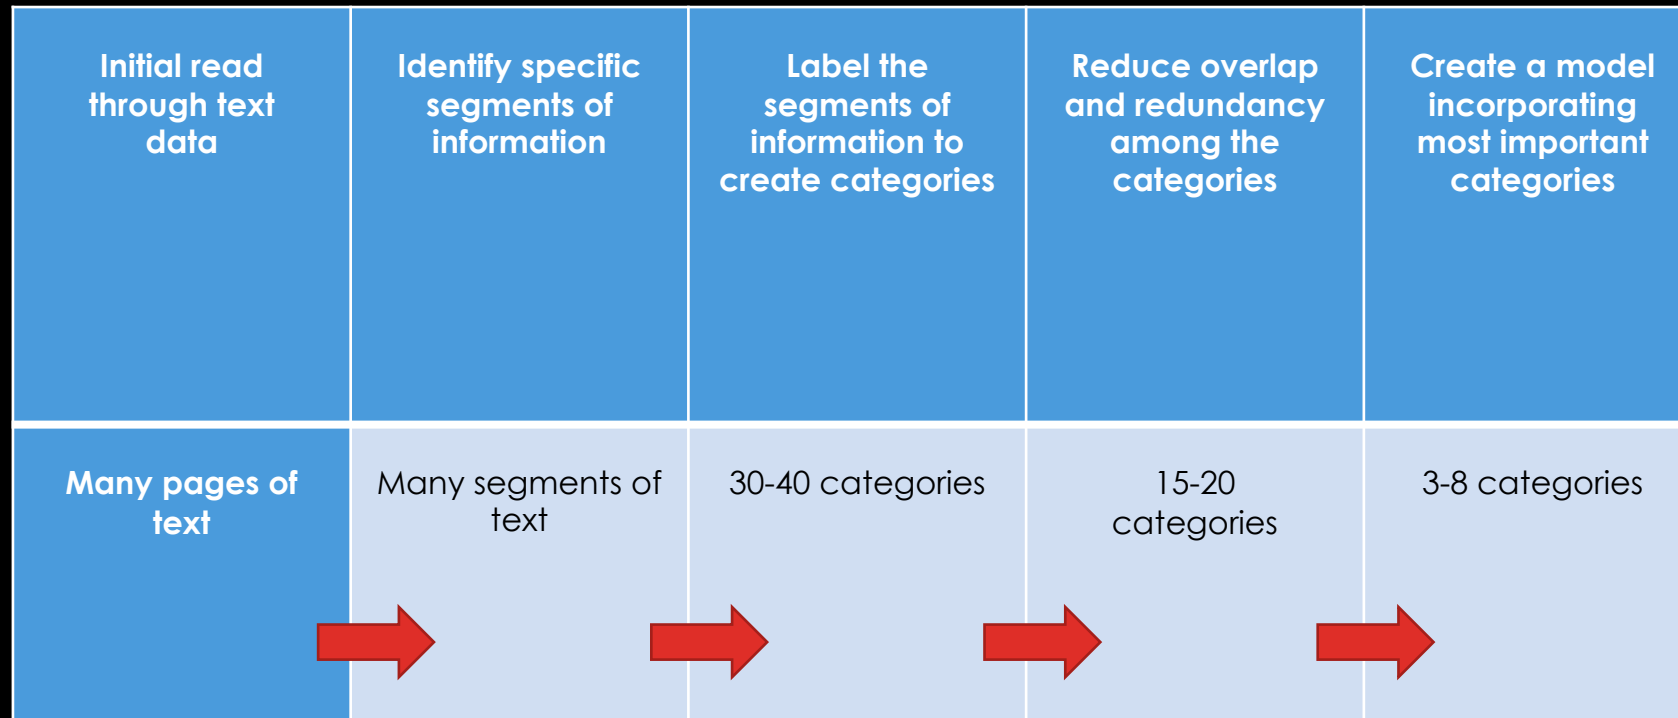 Initial read
through text
data
Identify specific
segments of
information
Label the
segments of
information to
create categories
Reduce overlap
and redundancy
among the
categories
Create a model
incorporating
most important
categories
Many pages of
text
Many segments of
text
30-40 categories
15-20
categories
3-8 categories